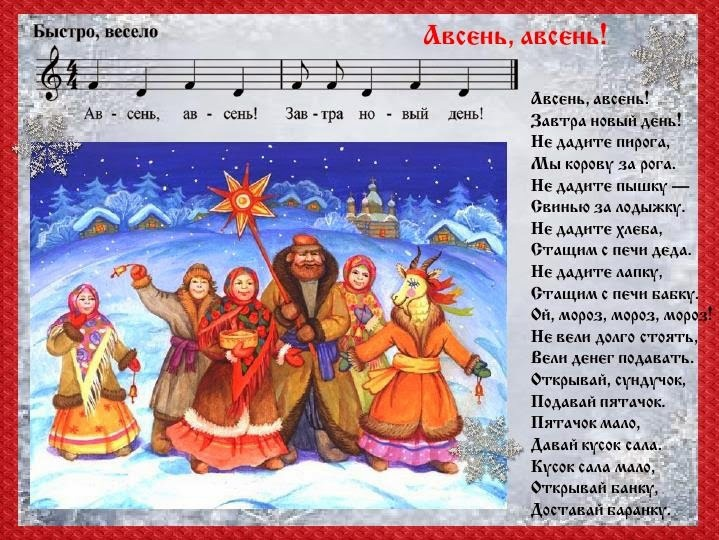 Быстро, весело
Авсень, авсень!
Ав - сень, ав - сень! Зав - тра но - вый день!
Авсень, авсень!
Завтра новый день!
Не дадите пирога,
Мы корову за рога.
Не дадите пышку —
Свинью за лодыжку.
Не дадите хлеба,
Стащим с печи деда.
Не дадите лапку,
Стащим с печи бабку.
Ой, мороз, мороз, мороз!
Не вели долго стоять,
Вели денег подавать.
Открывай, сундучок,
Подавай пятачок.
Пятачок мало,
Давай кусок сала.
Кусок сала мало,
Открывай банку,
Доставай баранку.